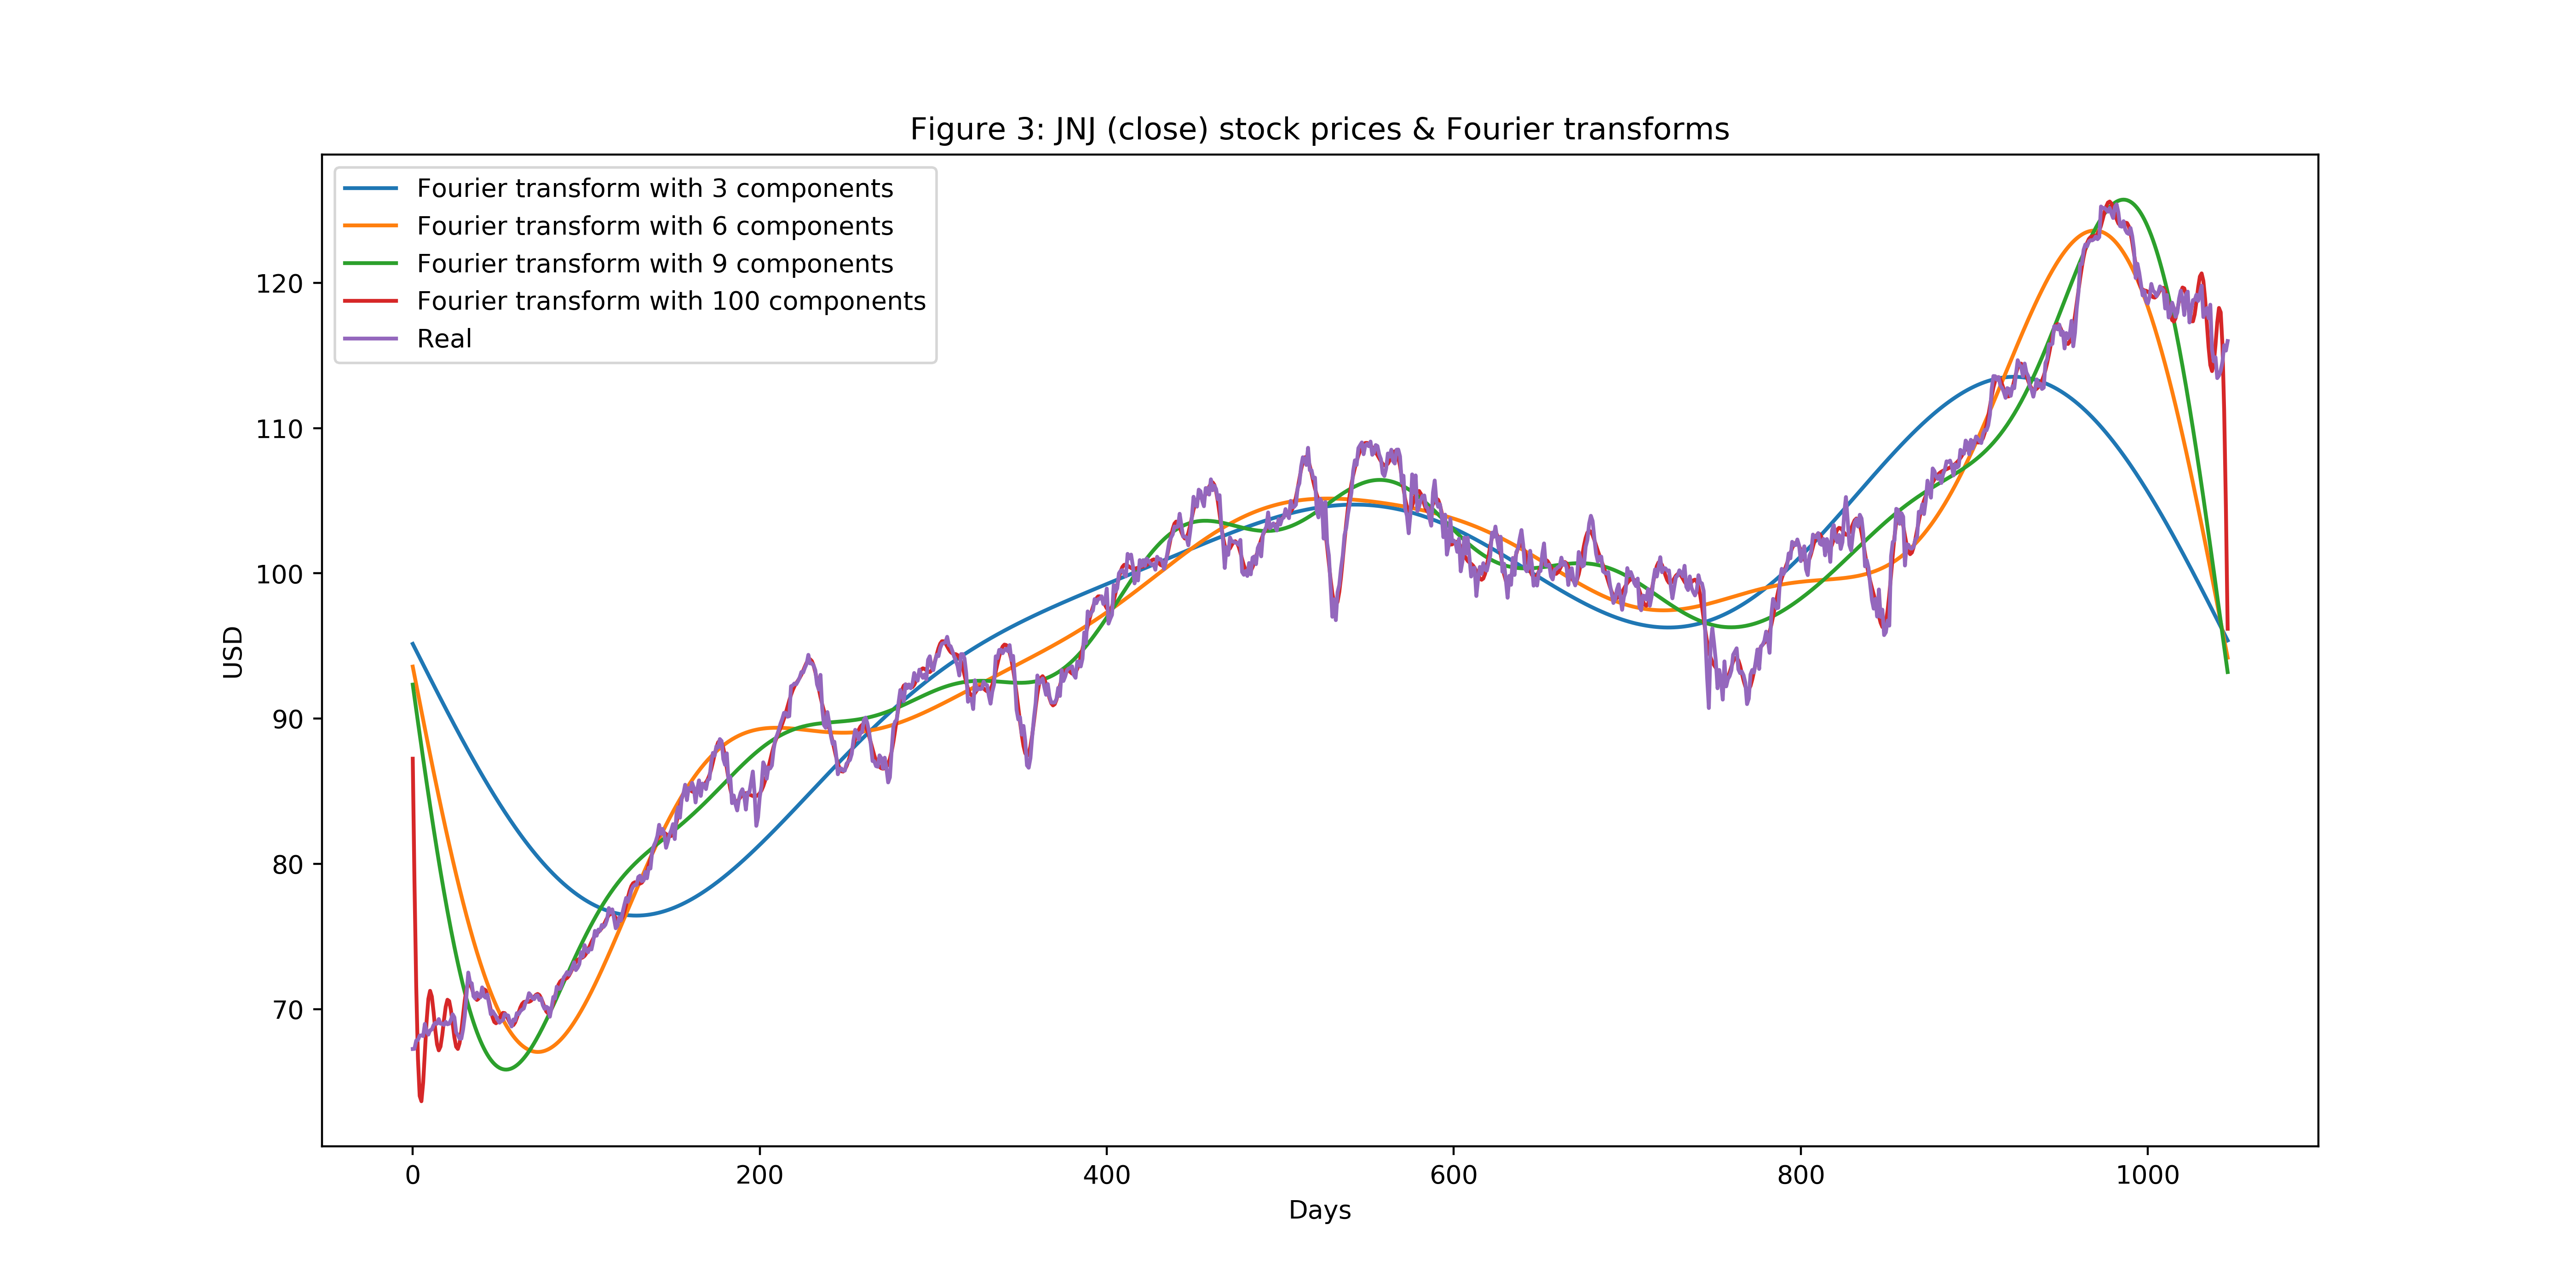 Figure 3: JNJ (close) stock prices & Fourier transforms
Fourier transform with 3 components
Fourier transform with 6 components
Fourier transform with 9 components
Fourier transform with 100 components
Real
120
110
100
90
80
70
USD
0 200 400 600 800 1000
Days